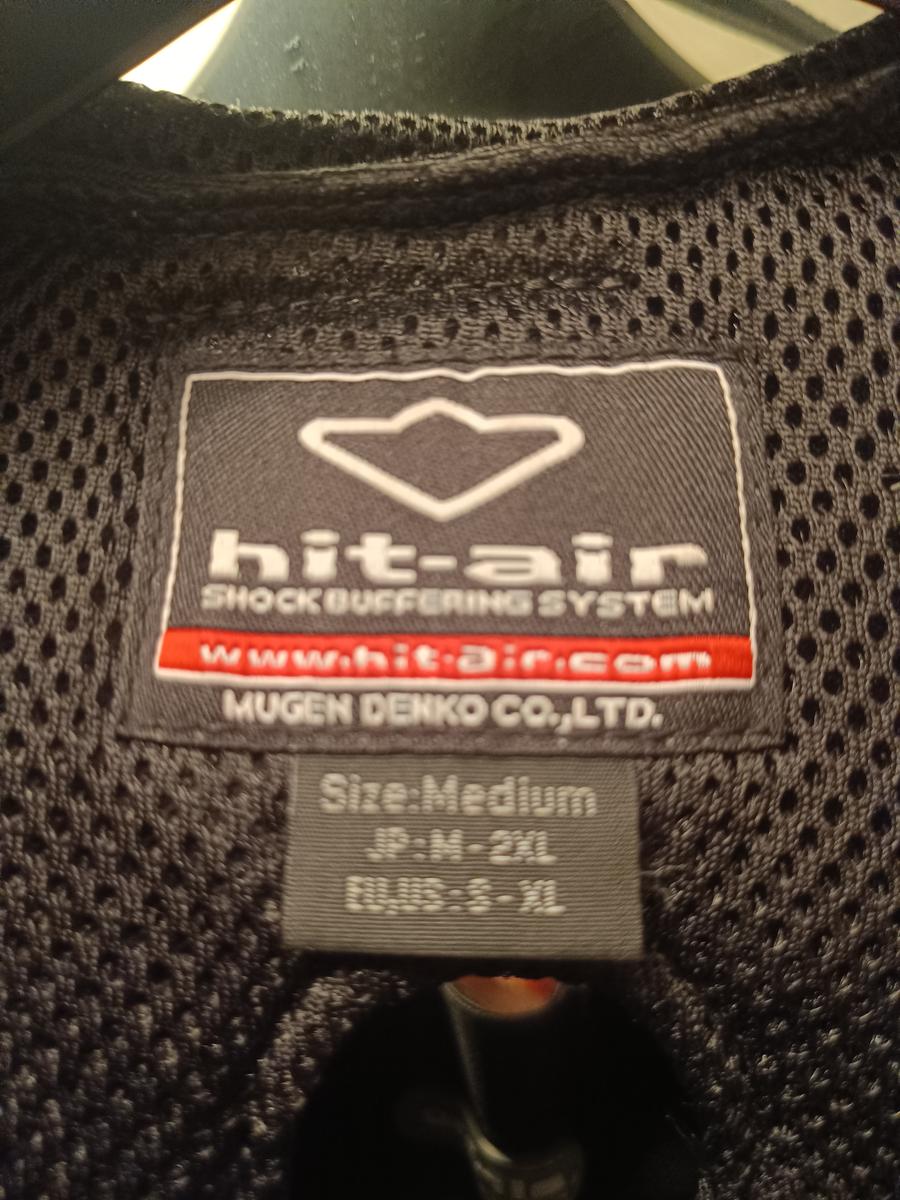 hit-air
SHOCK BUFFERING SYSTEM
www.hit-air.com
MUGEN DENKO CO.,LTD.
Size:Medium
JP:M-2XL
EU,US:S-XL